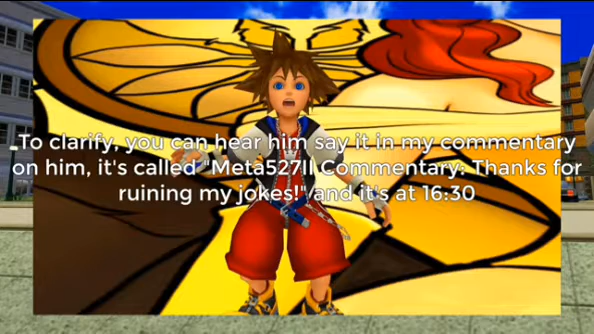 To clarify, you can hear him say it in my commentary
on him, it's called "Meta527II Commentary: Thanks for
ruining my jokes!" and it's at 16:30